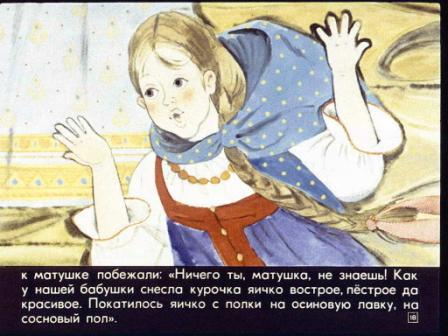 к матушке побежали: «Ничего ты, матушка, не знаешь! Как
у нашей бабушки снесла курочка яичко вострое, пёстрое да
красивое. Покатилось яичко с полки на осиновую лавку, на
сосновый пол».
18